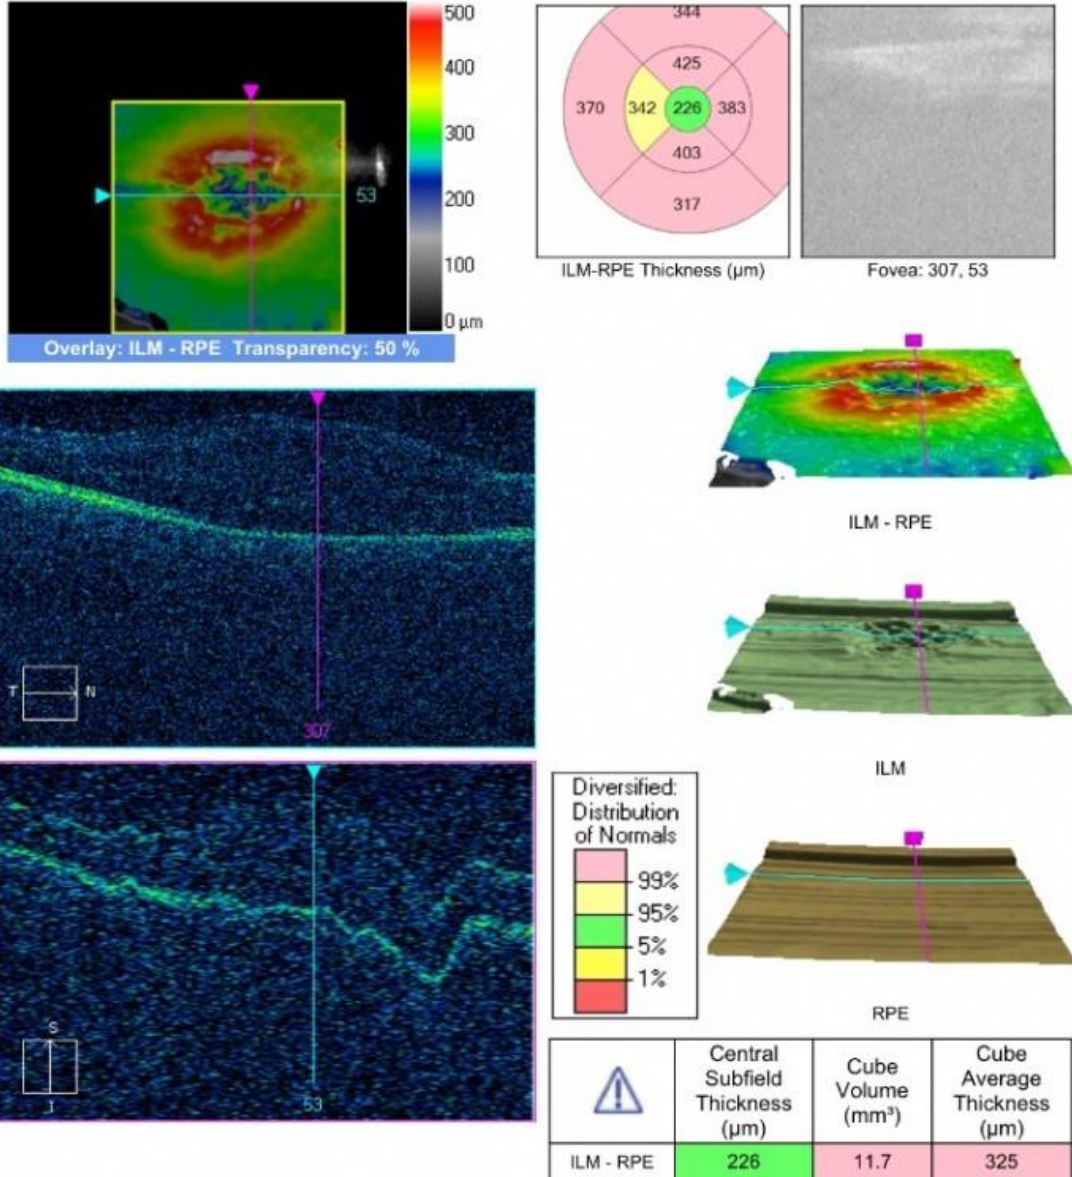 500
400
300
200
100
0 µm
53
Overlay: ILM - RPE Transparency: 50 %
344
425
370
342
226
383
403
317
ILM-RPE Thickness (µm)
Fovea: 307, 53
ILM - RPE
T
N
307
ILM
Diversified:
Distribution
of Normals
99%
95%
5%
1%
RPE
S
I
53
Central
Subfield
Thickness
(µm)
Cube
Volume
(mm³)
Cube
Average
Thickness
(µm)
ILM - RPE
226
11.7
325